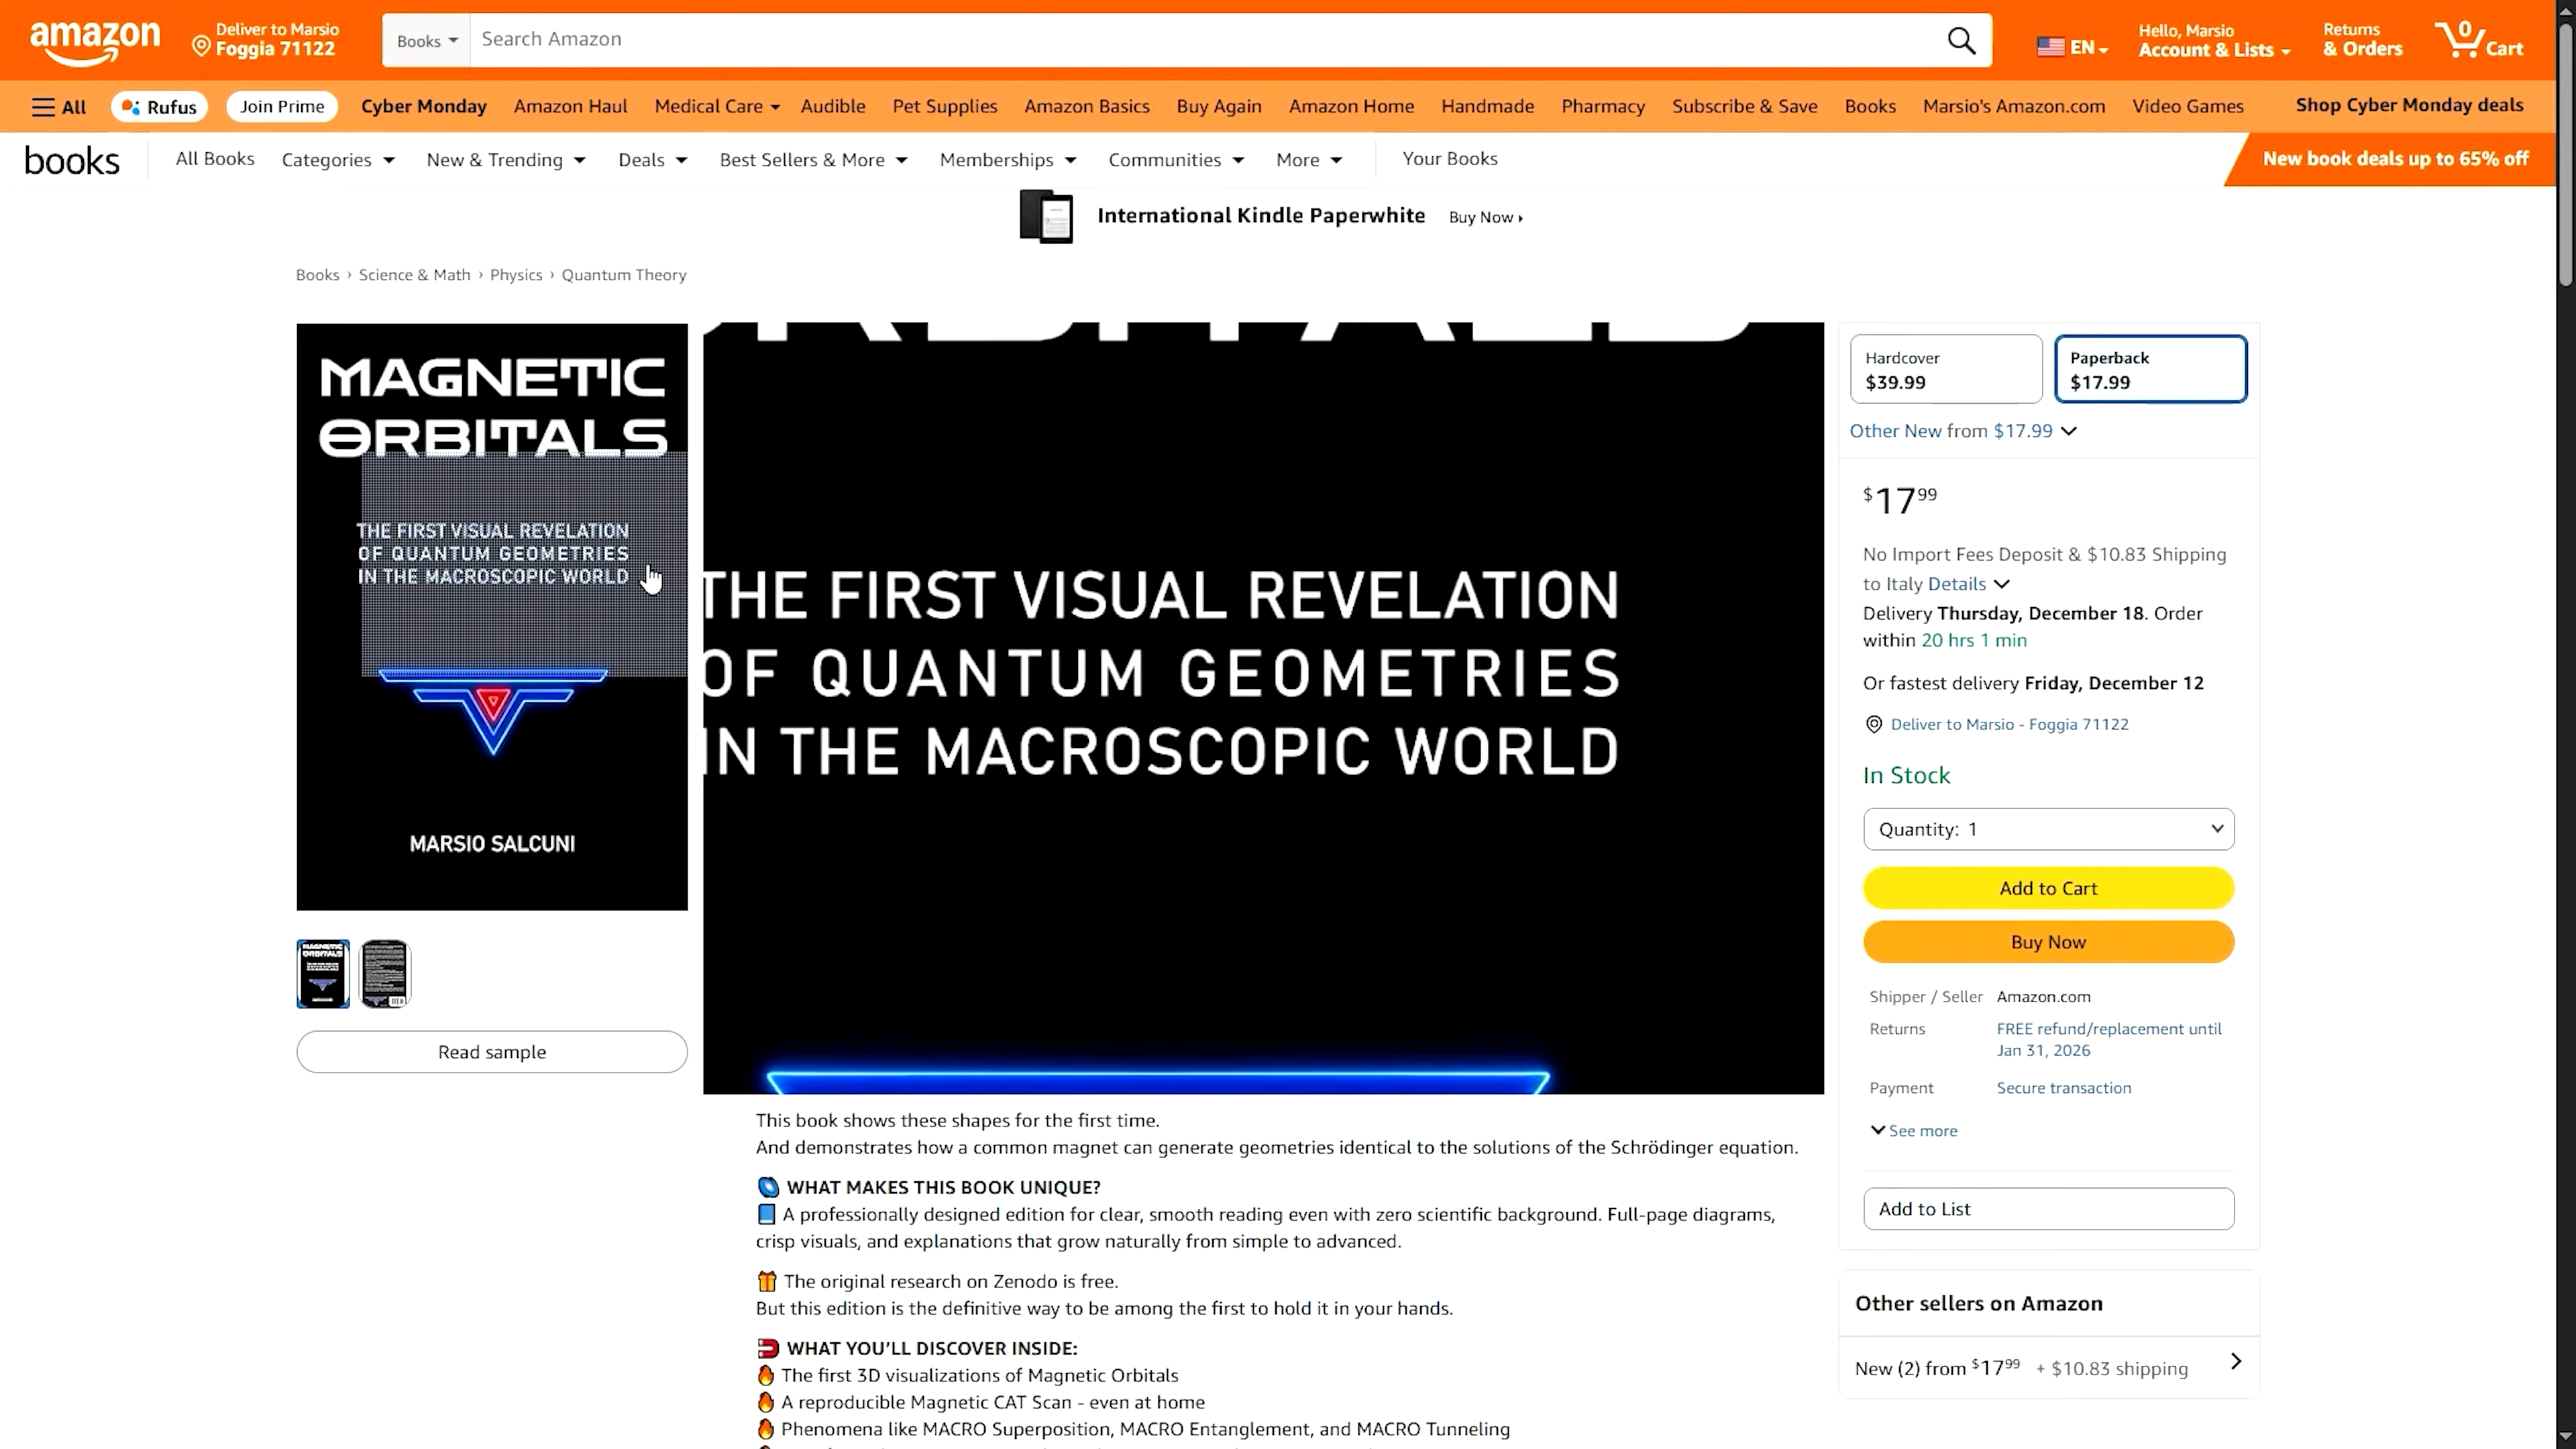 amazon
Deliver to Marsio
Foggia 71122
Books
Search Amazon
EN
Hello, Marsio
Account & Lists
Returns
& Orders
0
Cart
All
Rufus
Join Prime
Cyber Monday
Amazon Haul
Medical Care
Audible
Pet Supplies
Amazon Basics
Buy Again
Amazon Home
Handmade
Pharmacy
Subscribe & Save
Books
Marsio's Amazon.com
Video Games
Shop Cyber Monday deals
books
All Books
Categories
New & Trending
Deals
Best Sellers & More
Memberships
Communities
More
Your Books
New book deals up to 65% off
International Kindle Paperwhite
Buy Now ›
Books › Science & Math › Physics › Quantum Theory
MAGNETIC
ORBITALS
THE FIRST VISUAL REVELATION
OF QUANTUM GEOMETRIES
IN THE MACROSCOPIC WORLD
MARSIO SALCUNI
Read sample
THE FIRST VISUAL REVELATION
OF QUANTUM GEOMETRIES
IN THE MACROSCOPIC WORLD
This book shows these shapes for the first time.
And demonstrates how a common magnet can generate geometries identical to the solutions of the Schrödinger equation.
WHAT MAKES THIS BOOK UNIQUE?
A professionally designed edition for clear, smooth reading even with zero scientific background. Full-page diagrams,
crisp visuals, and explanations that grow naturally from simple to advanced.
The original research on Zenodo is free.
But this edition is the definitive way to be among the first to hold it in your hands.
WHAT YOU’LL DISCOVER INSIDE:
The first 3D visualizations of Magnetic Orbitals
A reproducible Magnetic CAT Scan - even at home
Phenomena like MACRO Superposition, MACRO Entanglement, and MACRO Tunneling
Hardcover
$39.99
Paperback
$17.99
Other New from $17.99
$17.99
No Import Fees Deposit & $10.83 Shipping
to Italy Details
Delivery Thursday, December 18. Order
within 20 hrs 1 min
Or fastest delivery Friday, December 12
Deliver to Marsio - Foggia 71122
In Stock
Quantity: 1
Add to Cart
Buy Now
Shipper / Seller Amazon.com
Returns FREE refund/replacement until
Jan 31, 2026
Payment Secure transaction
See more
Add to List
Other sellers on Amazon
New (2) from $17.99 + $10.83 shipping